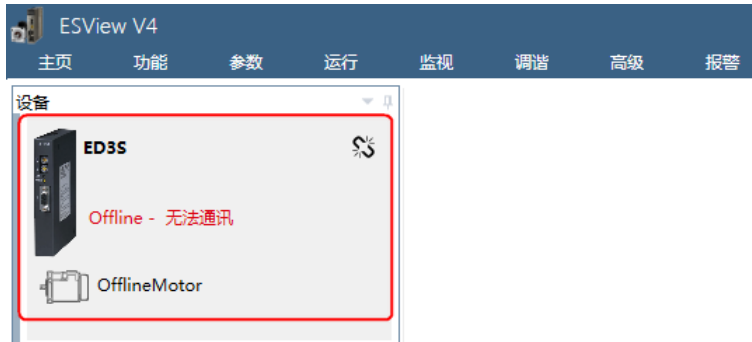 ESView V4
主页 功能 参数 运行 监视 调谐 高级 报警
设备
ED3S
Offline - 无法通讯
OfflineMotor